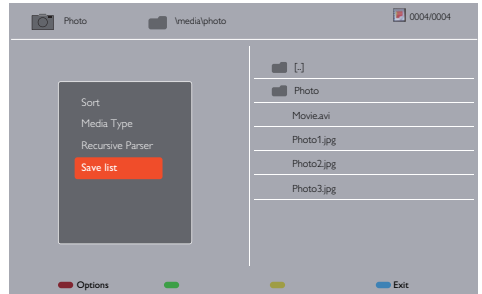 Photo \media\photo 0004/0004
[..]
Photo
Movie.avi
Photo1.jpg
Photo2.jpg
Photo3.jpg
Sort
Media Type
Recursive Parser
Save list
Options Exit